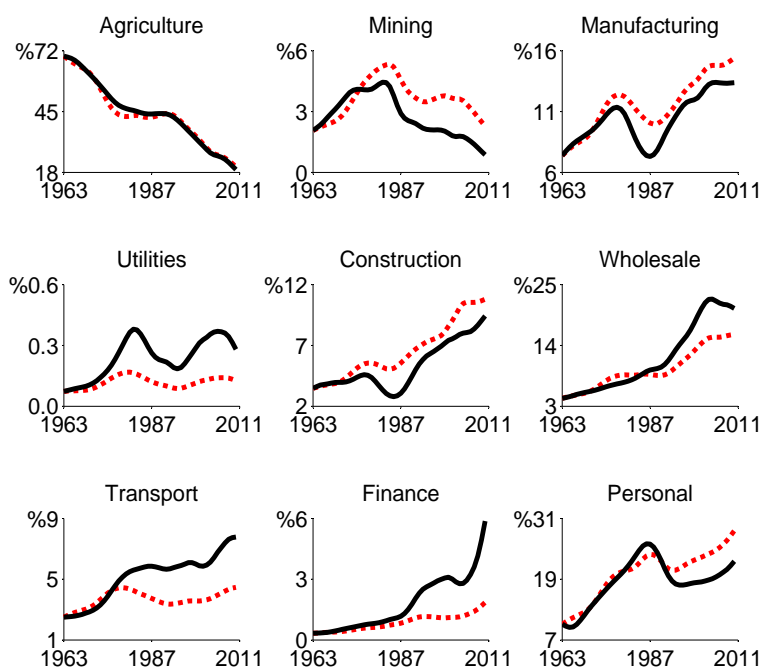 Agriculture
%72
45
18
1963 1987 2011
Mining
%6
3
0
1963 1987 2011
Manufacturing
%16
11
6
1963 1987 2011
Utilities
%0.6
0.3
0.0
1963 1987 2011
Construction
%12
7
2
1963 1987 2011
Wholesale
%25
14
3
1963 1987 2011
Transport
%9
5
1
1963 1987 2011
Finance
%6
3
0
1963 1987 2011
Personal
%31
19
7
1963 1987 2011